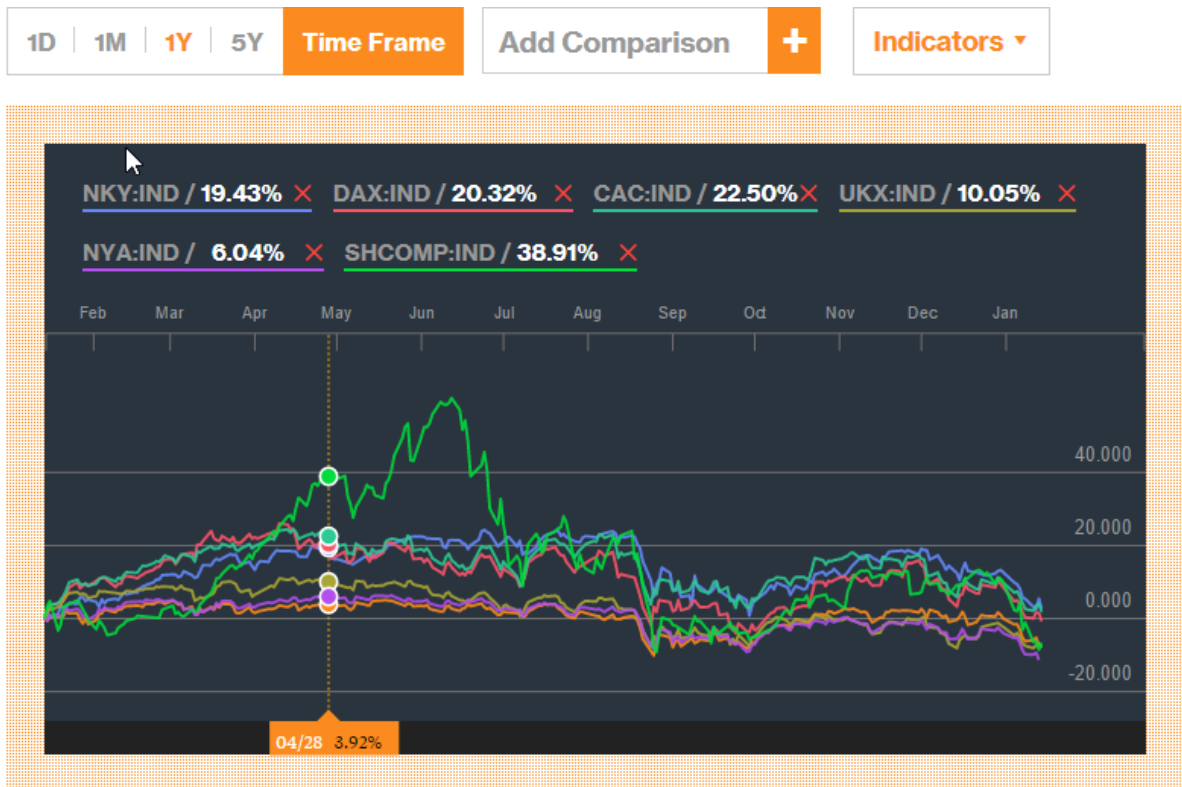 1D 1M 1Y 5Y Time Frame Add Comparison + Indicators
NKY:IND / 19.43% DAX:IND / 20.32% CAC:IND / 22.50% UKX:IND / 10.05%
NYA:IND / 6.04% SHCOMP:IND / 38.91%
Feb Mar Apr May Jun Jul Aug Sep Oct Nov Dec Jan
40.000
20.000
0.000
-20.000
04/28 3.92%